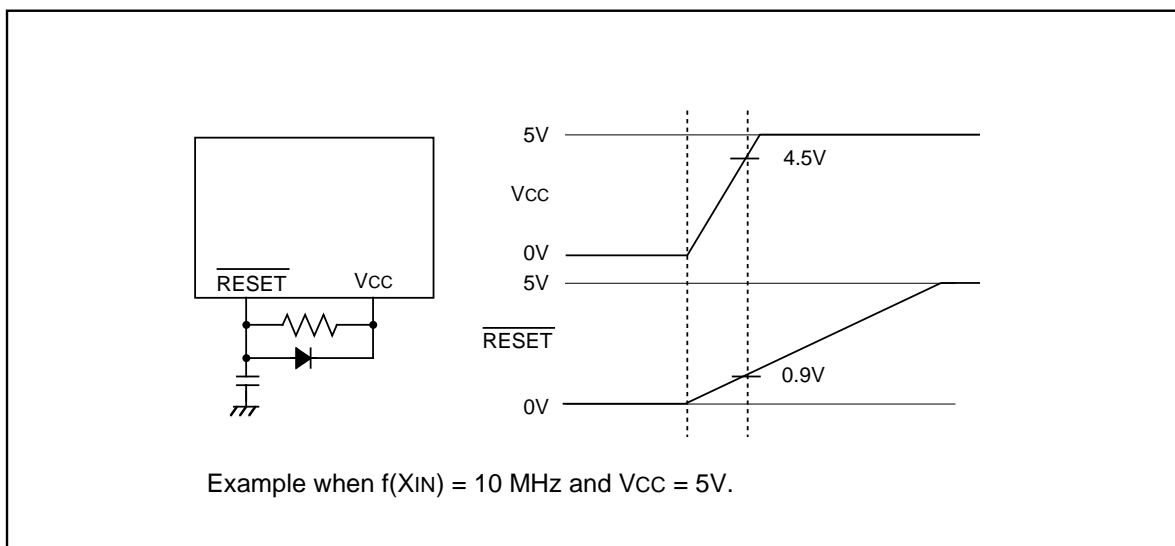 RESET
VCC
5V
4.5V
VCC
0V
5V
RESET
0.9V
0V
Example when f(XIN) = 10 MHz and VCC = 5V.